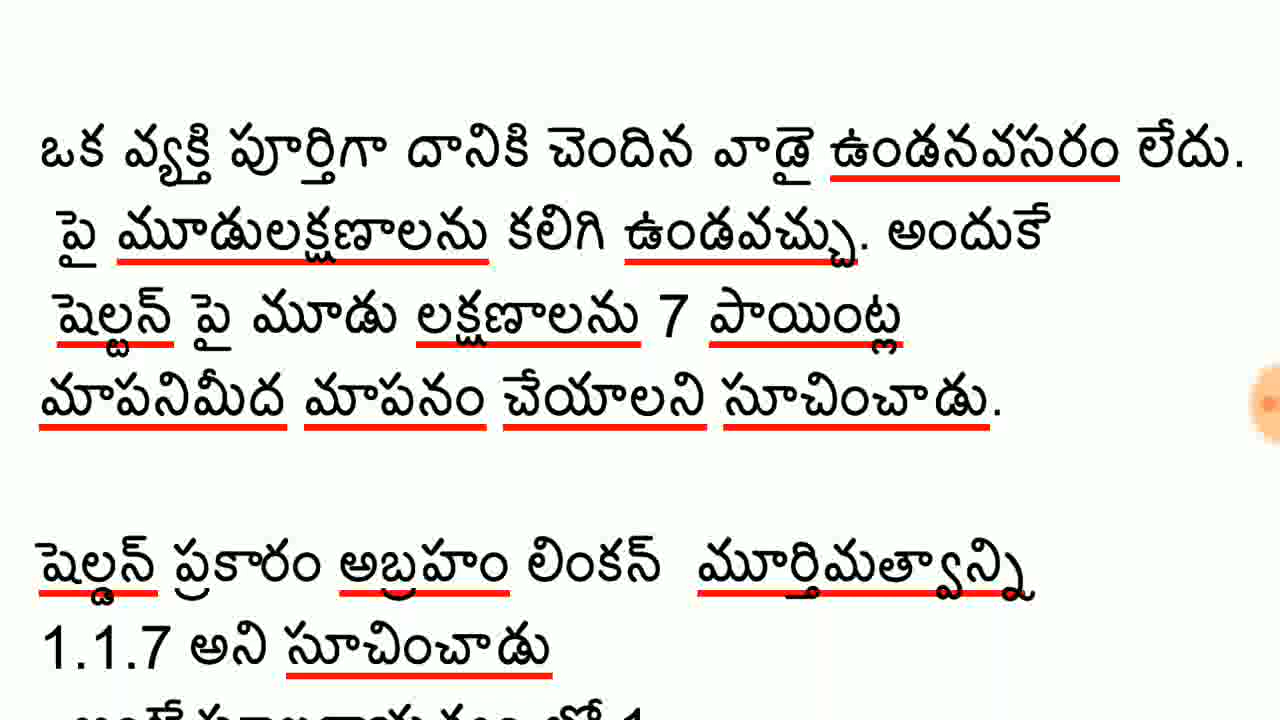 ఒక వ్యక్తి పూర్తిగా దానికి చెందిన వాడై ఉండనవసరం లేదు.
పై మూడులక్షణాలను కలిగి ఉండవచ్చు. అందుకే
షెల్టన్ పై మూడు లక్షణాలను 7 పాయింట్ల
మాపనిమీద మాపనం చేయాలని సూచించాడు.
షెల్డన్ ప్రకారం అబ్రహం లింకన్ మూర్తిమత్వాన్ని
1.1.7 అని సూచించాడు